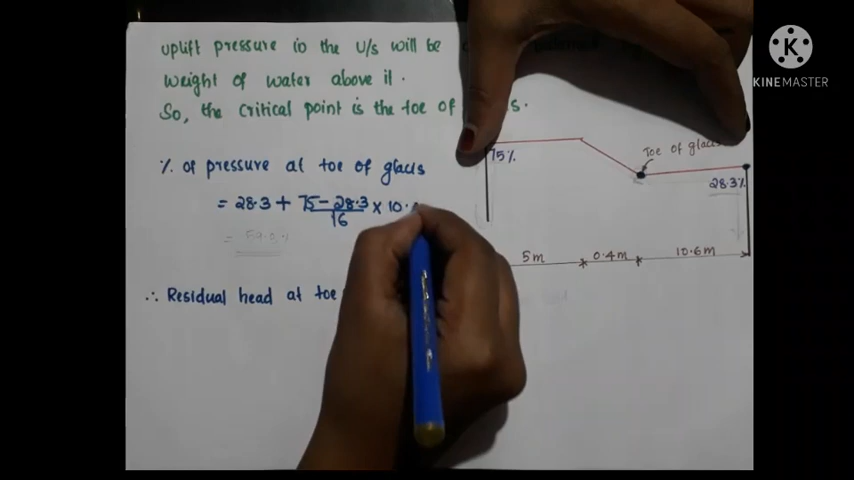 uplift pressure in the U/s will be
weight of water above it.
So, the critical point is the toe of
% of pressure at toe of glacis
= 28.3 + 75 - 28.3 / 16 × 10.
∴ Residual head at toe
75%
Toe of glacis
28.3%
5m 0.4m 10.6m
K
KINEMASTER